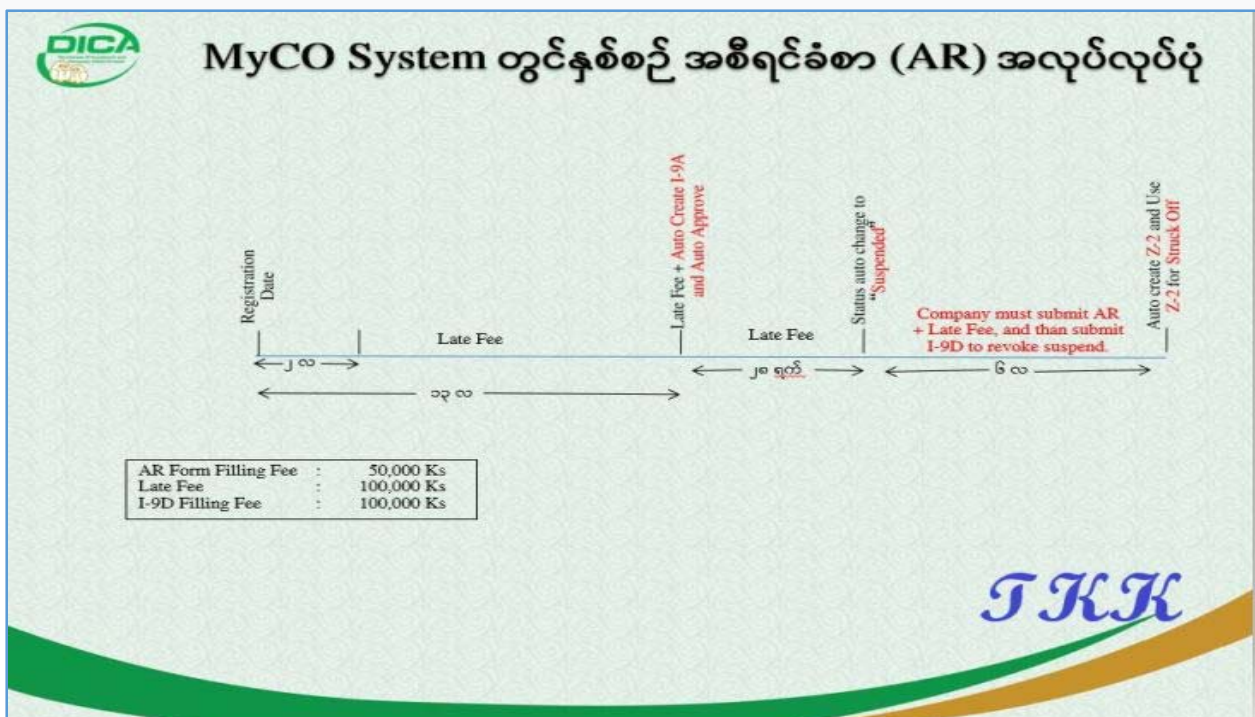 DICA
MyCO System တွင်နှစ်စဉ် အစီရင်ခံစာ (AR) အလုပ်လုပ်ပုံ
Registration
Date
Late Fee
Late Fee + Auto Create I-9A
and Auto Approve
Late Fee
Status auto change to
“Suspended”
Company must submit AR
+ Late Fee, and than submit
I-9D to revoke suspend.
Auto create Z-2 and Use
Z-2 for Struck Off
၂ လ
၂၈ ရက်
၆ လ
၁၃ လ
AR Form Filling Fee : 50,000 Ks
Late Fee : 100,000 Ks
I-9D Filling Fee : 100,000 Ks
TKK